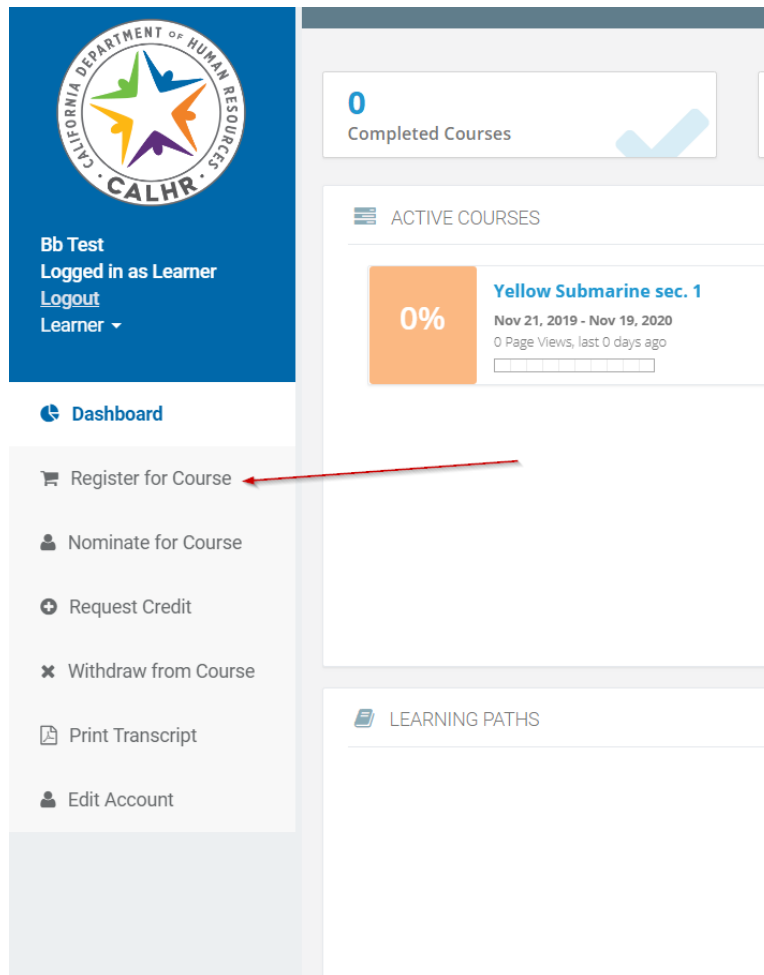 CALIFORNIA DEPARTMENT OF HUMAN RESOURCES
· CALHR ·
Bb Test
Logged in as Learner
Logout
Learner
Dashboard
Register for Course
Nominate for Course
Request Credit
Withdraw from Course
Print Transcript
Edit Account
0
Completed Courses
ACTIVE COURSES
0%
Yellow Submarine sec. 1
Nov 21, 2019 - Nov 19, 2020
0 Page Views, last 0 days ago
LEARNING PATHS